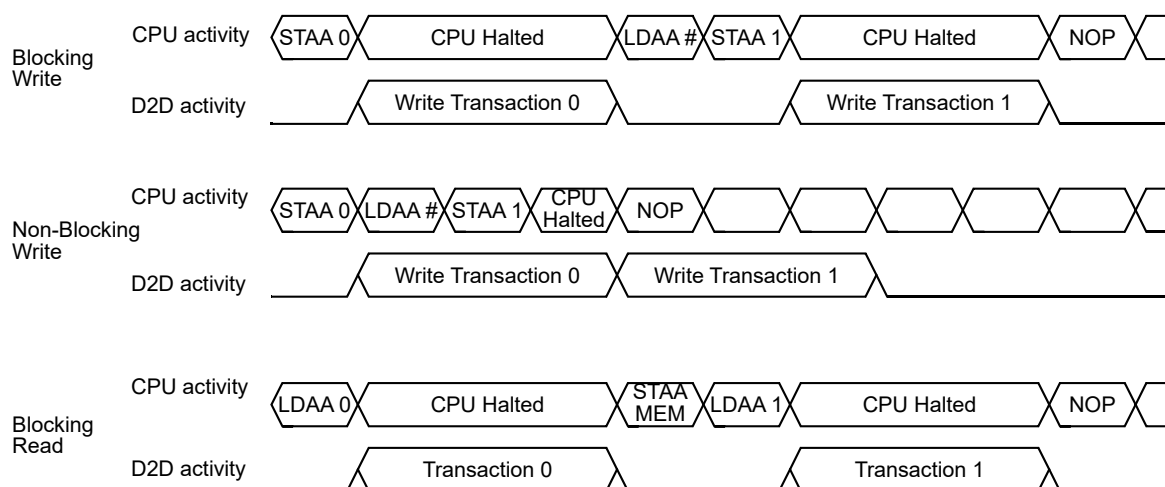 CPU activity
STAA 0
CPU Halted
LDAA #
STAA 1
CPU Halted
NOP
Blocking
Write
D2D activity
Write Transaction 0
Write Transaction 1
CPU activity
STAA 0
LDAA #
STAA 1
CPU
Halted
NOP
Non-Blocking
Write
D2D activity
Write Transaction 0
Write Transaction 1
CPU activity
LDAA 0
CPU Halted
STAA
MEM
LDAA 1
CPU Halted
NOP
Blocking
Read
D2D activity
Transaction 0
Transaction 1